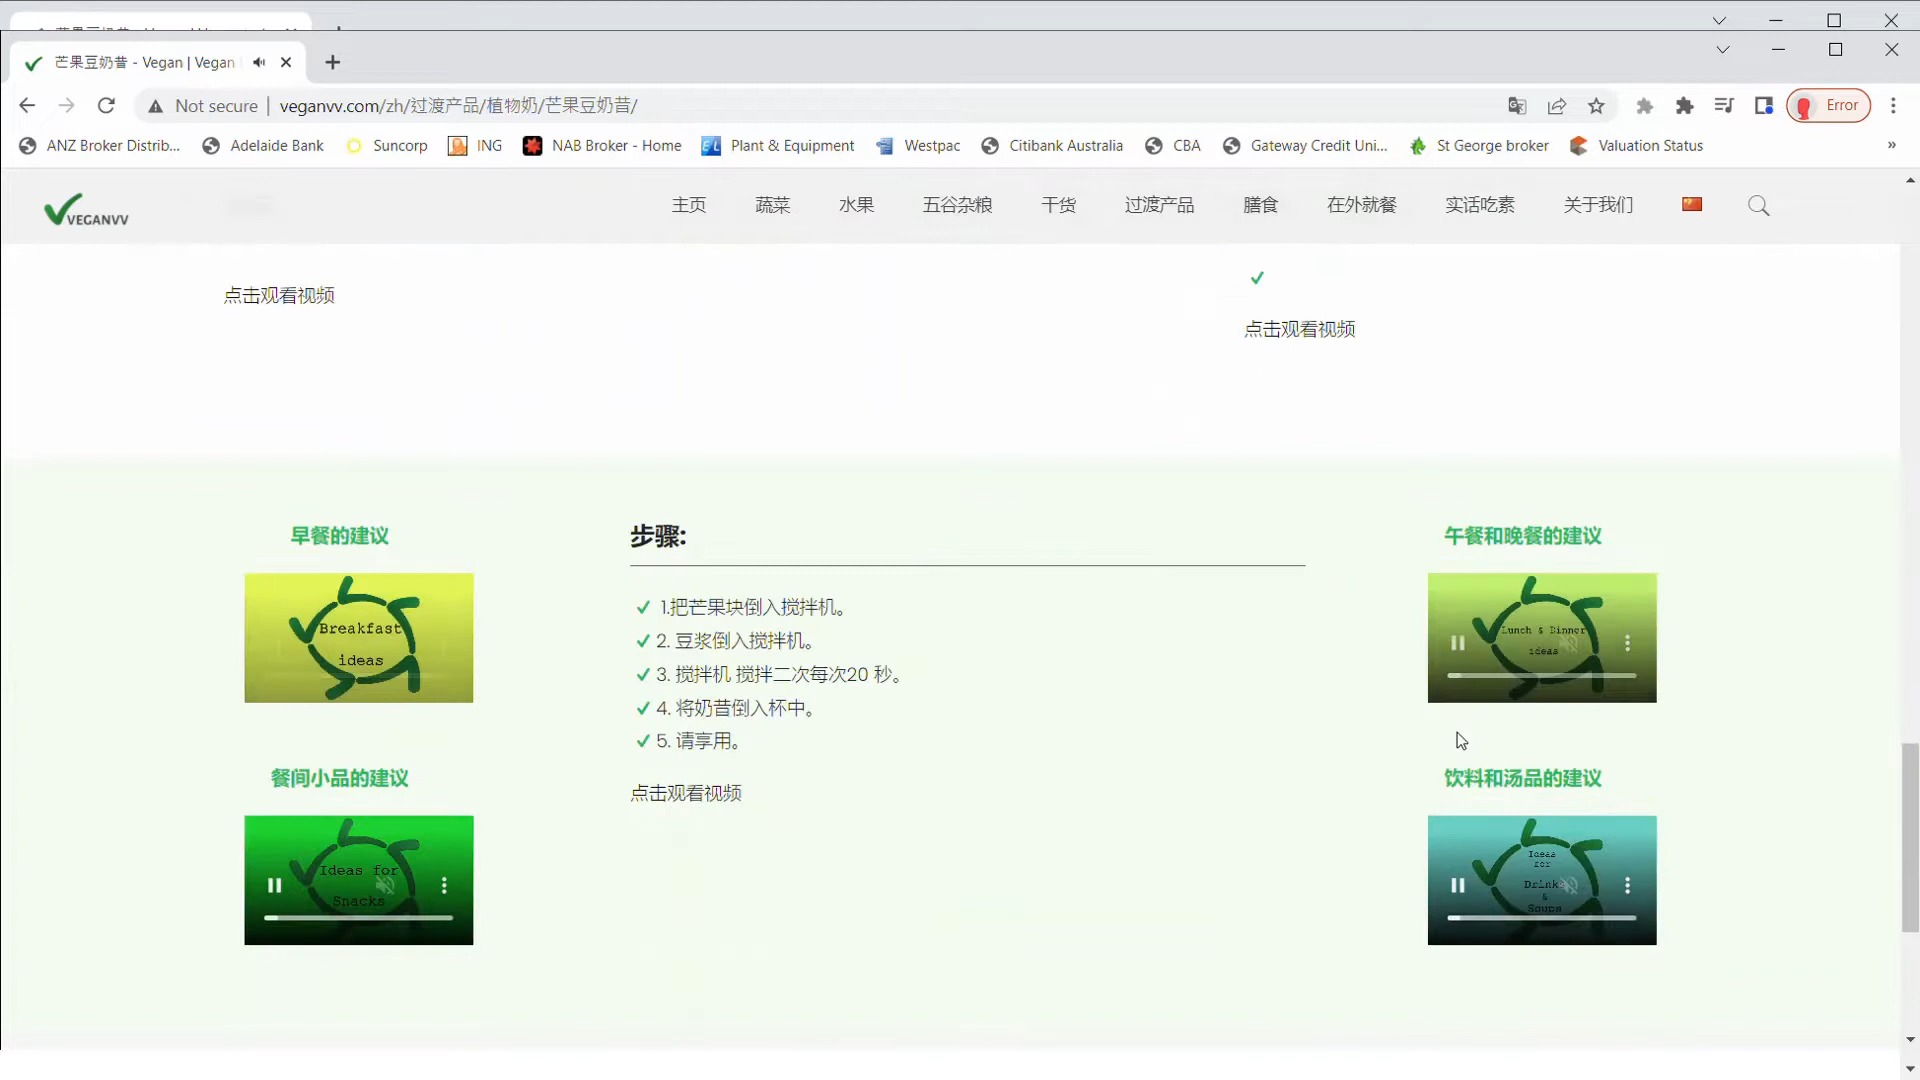 芒果豆奶昔 - Vegan | Vegan
Not secure | veganvv.com/zh/过渡产品/植物奶/芒果豆奶昔/
Error
ANZ Broker Distrib... Adelaide Bank Suncorp ING NAB Broker - Home Plant & Equipment Westpac Citibank Australia CBA Gateway Credit Uni... St George broker Valuation Status »
VEGANVV 主页 蔬菜 水果 五谷杂粮 干货 过渡产品 膳食 在外就餐 实话吃素 关于我们
点击观看视频
点击观看视频
早餐的建议
Breakfast
ideas
餐间小品的建议
Ideas for
Snacks
步骤:
1.把芒果块倒入搅拌机。
2. 豆浆倒入搅拌机。
3. 搅拌机 搅拌二次每次20 秒。
4. 将奶昔倒入杯中。
5. 请享用。
点击观看视频
午餐和晚餐的建议
Lunch & Dinner
ideas
饮料和汤品的建议
Ideas
for
Drinks
&
Soups